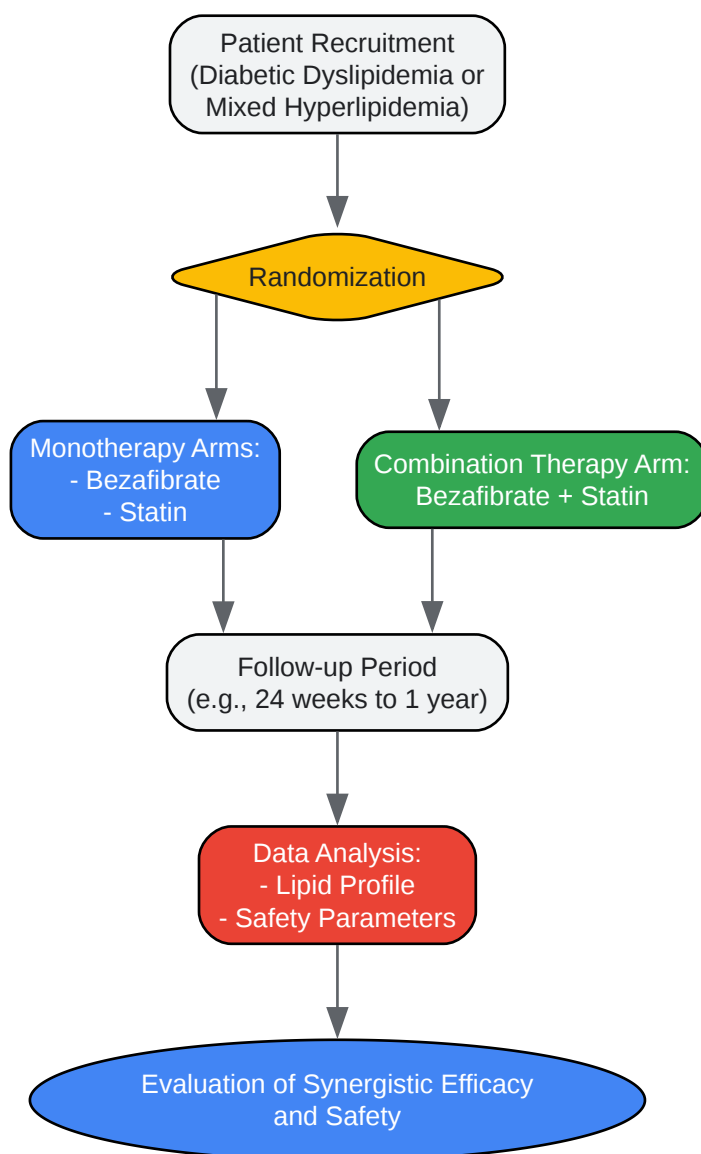 Patient Recruitment
(Diabetic Dyslipidemia or
Mixed Hyperlipidemia)
Randomization
Monotherapy Arms:
- Bezafibrate
- Statin
Combination Therapy Arm:
Bezafibrate + Statin
Follow-up Period
(e.g., 24 weeks to 1 year)
Data Analysis:
- Lipid Profile
- Safety Parameters
Evaluation of Synergistic Efficacy
and Safety